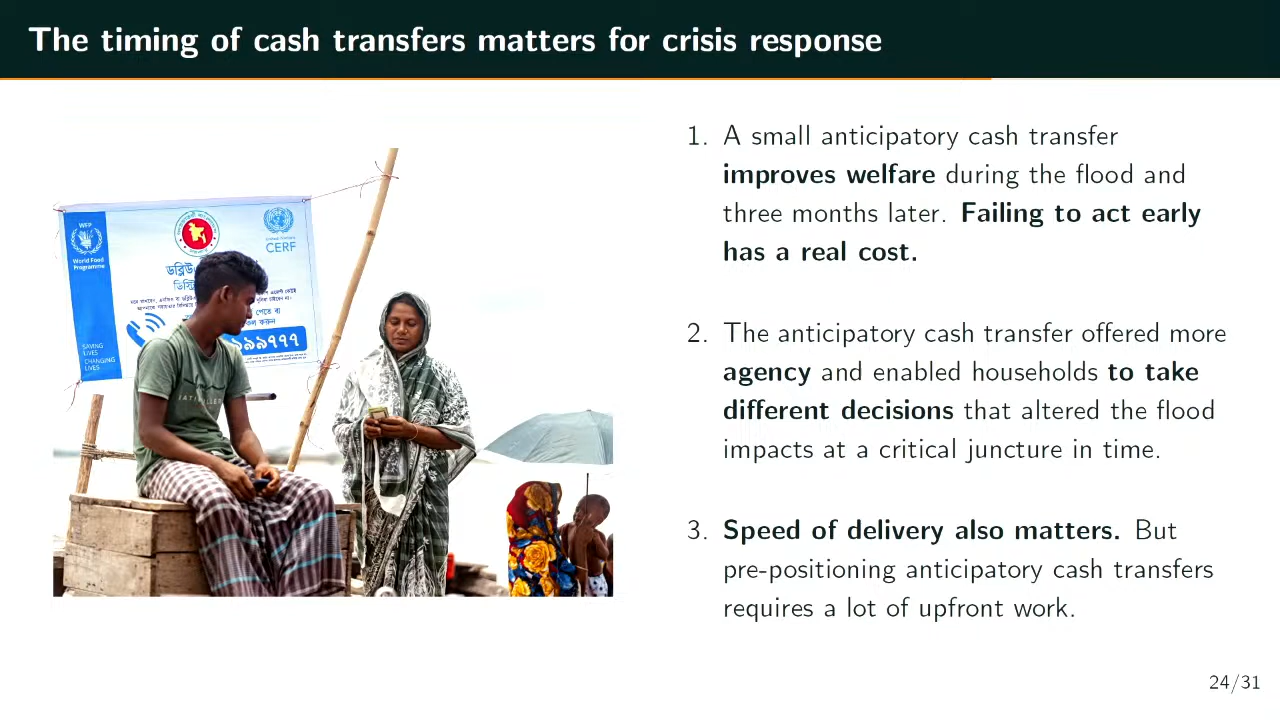 The timing of cash transfers matters for crisis response
WFP
World Food
Programme
CERF
SAVING
LIVES
CHANGING
LIVES
৯৯৭৭৭
1. A small anticipatory cash transfer
improves welfare during the flood and
three months later. Failing to act early
has a real cost.
2. The anticipatory cash transfer offered more
agency and enabled households to take
different decisions that altered the flood
impacts at a critical juncture in time.
3. Speed of delivery also matters. But
pre-positioning anticipatory cash transfers
requires a lot of upfront work.
24/31